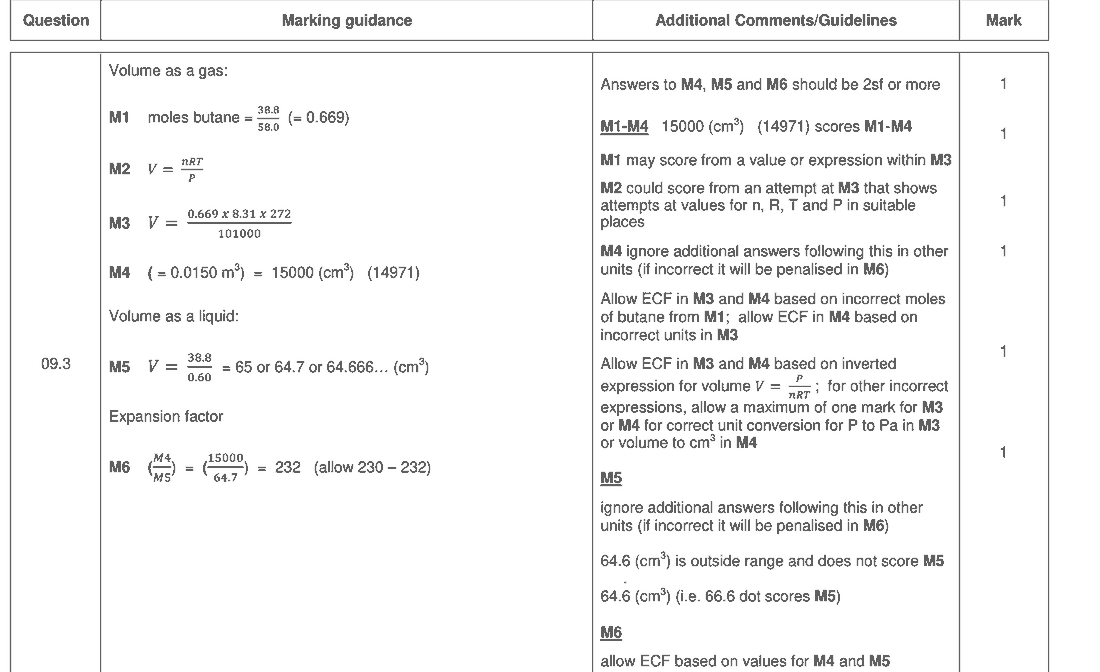 Question Marking guidance Additional Comments/Guidelines Mark
09.3
Volume as a gas:
M1 moles butane = 38.8/58.0 (= 0.669)
M2 V = nRT/P
M3 V = 0.669 x 8.31 x 272/101000
M4 ( = 0.0150 m³) = 15000 (cm³) (14971)
Volume as a liquid:
M5 V = 38.8/0.60 = 65 or 64.7 or 64.666... (cm³)
Expansion factor
M6 (M4/M5) = (15000/64.7) = 232 (allow 230 – 232)
Answers to M4, M5 and M6 should be 2sf or more
M1-M4 15000 (cm³) (14971) scores M1-M4
M1 may score from a value or expression within M3
M2 could score from an attempt at M3 that shows
attempts at values for n, R, T and P in suitable
places
M4 ignore additional answers following this in other
units (if incorrect it will be penalised in M6)
Allow ECF in M3 and M4 based on incorrect moles
of butane from M1; allow ECF in M4 based on
incorrect units in M3
Allow ECF in M3 and M4 based on inverted
expression for volume V = P/nRT ; for other incorrect
expressions, allow a maximum of one mark for M3
or M4 for correct unit conversion for P to Pa in M3
or volume to cm³ in M4
M5
ignore additional answers following this in other
units (if incorrect it will be penalised in M6)
64.6 (cm³) is outside range and does not score M5
64.6̇ (cm³) (i.e. 66.6 dot scores M5)
M6
allow ECF based on values for M4 and M5
1
1
1
1
1
1